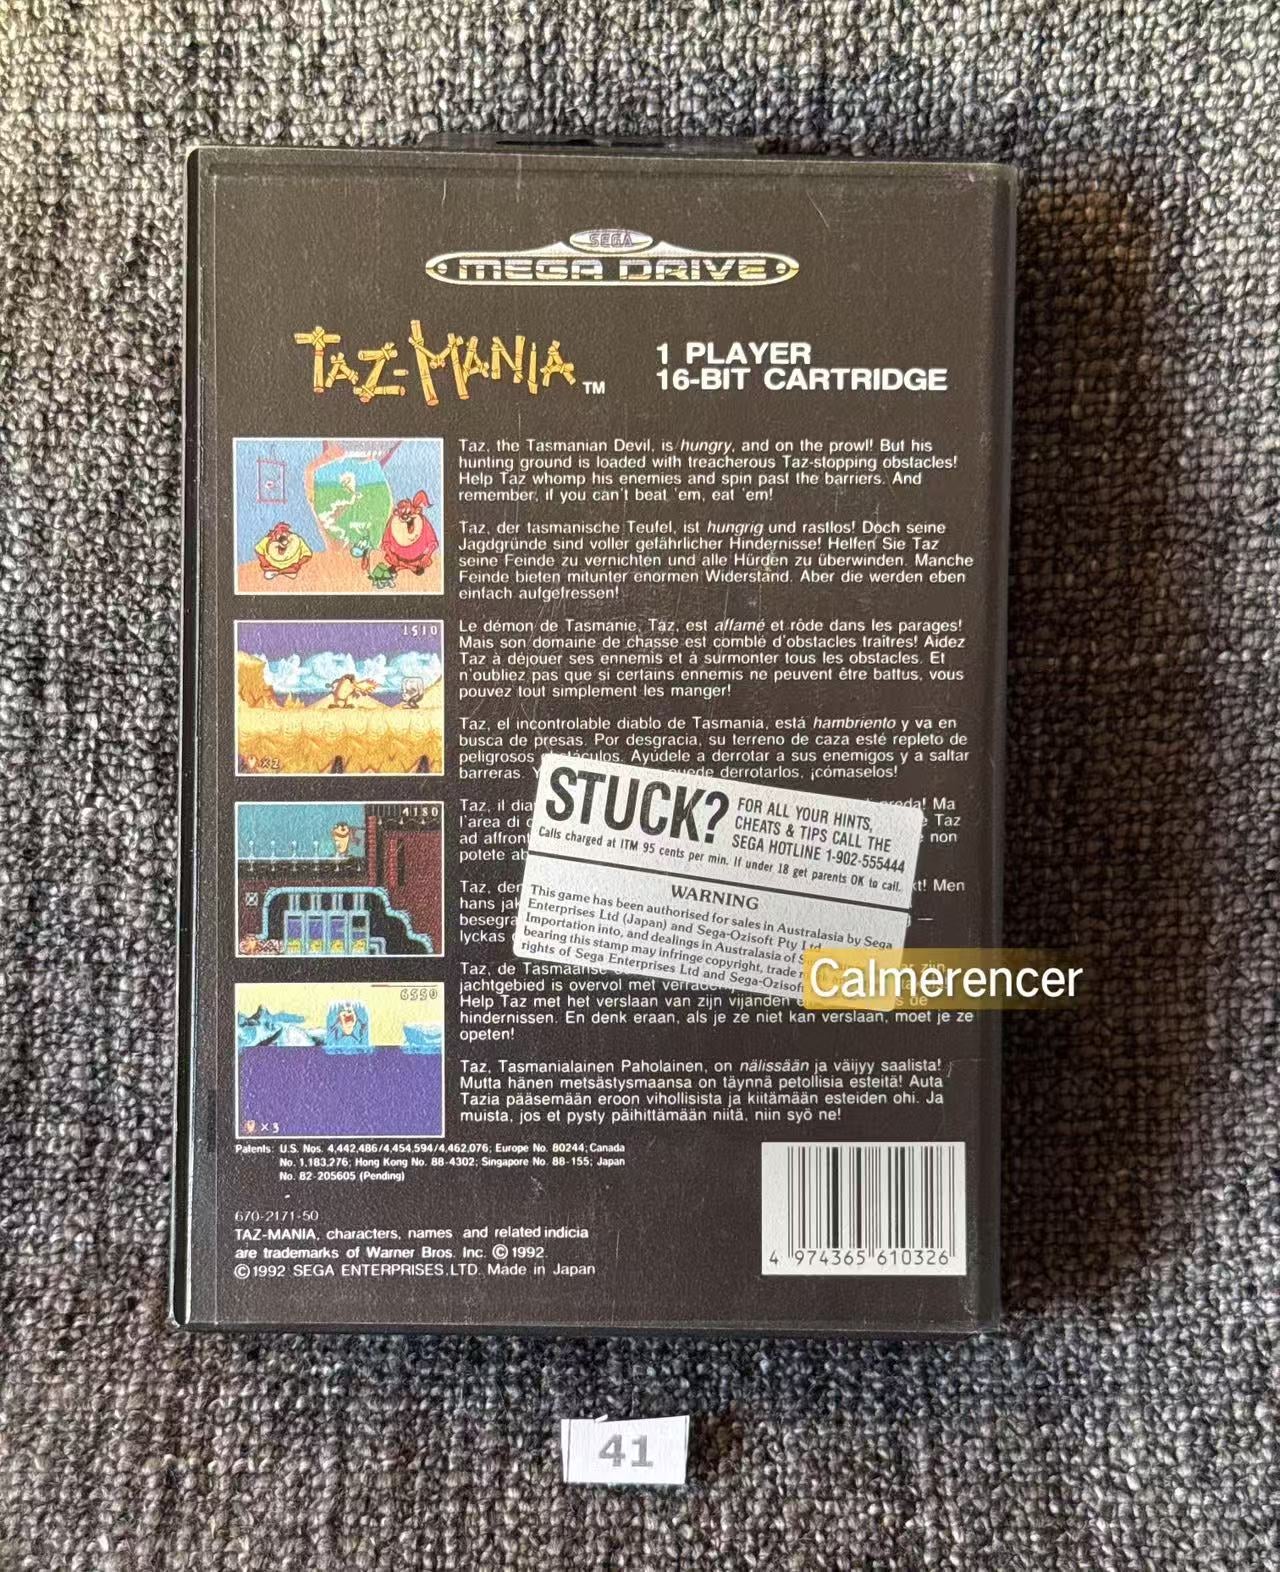 SEGA
MEGA DRIVE
TAZ-MANIA TM
1 PLAYER
16-BIT CARTRIDGE
Taz, the Tasmanian Devil, is hungry, and on the prowl! But his
hunting ground is loaded with treacherous Taz-stopping obstacles!
Help Taz whomp his enemies and spin past the barriers. And
remember, if you can't beat 'em, eat 'em!
Taz, der tasmanische Teufel, ist hungrig und rastlos! Doch seine
Jagdgründe sind voller gefährlicher Hindernisse! Helfen Sie Taz
seine Feinde zu vernichten und alle Hürden zu überwinden. Manche
Feinde bieten mitunter enormen Widerstand. Aber die werden eben
einfach aufgefressen!
1510
Le démon de Tasmanie, Taz, est affamé et rôde dans les parages!
Mais son domaine de chasse est comblé d'obstacles traîtres! Aidez
Taz à déjouer ses ennemis et à surmonter tous les obstacles. Et
n'oubliez pas que si certains ennemis ne peuvent être battus, vous
pouvez tout simplement les manger!
Taz, el incontrolable diablo de Tasmania, está hambriento y va en
busca de presas. Por desgracia, su terreno de caza esté repleto de
peligrosos Ayúdele a derrotar a sus enemigos y a saltar
barreras. Y derrotarlos, ¡cómaselos!
×2
4180
Taz, il Ma
l'area di Taz
ad non
potete
STUCK?
FOR ALL YOUR HINTS,
CHEATS & TIPS CALL THE
SEGA HOTLINE 1-902-555444
Calls charged at ITM 95 cents per min. If under 18 get parents OK to call.
WARNING
This game has been authorised for sales in Australasia by Sega
Enterprises Ltd (Japan) and Sega-Ozisoft Pty Ltd.
Importation into, and dealings in Australasia of
bearing this stamp may infringe copyright, trade
rights of Sega Enterprises Ltd and Sega-Ozisoft
Taz, Men
hans
lyckas
Calmerencer
Taz, de
jachtgebied is overvol met
Help Taz met het verslaan van zijn vijanden de
hindernissen. En denk eraan, als je ze niet kan verslaan, moet je ze
opeten!
6550
×3
Taz, Tasmanialainen Paholainen, on nälissään ja väijyy saalista!
Mutta hänen metsästysmaansa on täynnä petollisia esteitä! Auta
Tazia pääsemään eroon vihollisista ja kiitämään esteiden ohi. Ja
muista, jos et pysty päihittämään niitä, niin syö ne!
Patents: U.S. Nos. 4,442,486/4,454,594/4,462,076; Europe No. 80244; Canada
No. 1,183,276; Hong Kong No. 88-4302; Singapore No. 88-155; Japan
No. 82-205605 (Pending)
670-2171-50
TAZ-MANIA, characters, names and related indicia
are trademarks of Warner Bros. Inc. © 1992.
© 1992 SEGA ENTERPRISES,LTD. Made in Japan
4 974365 610326
41